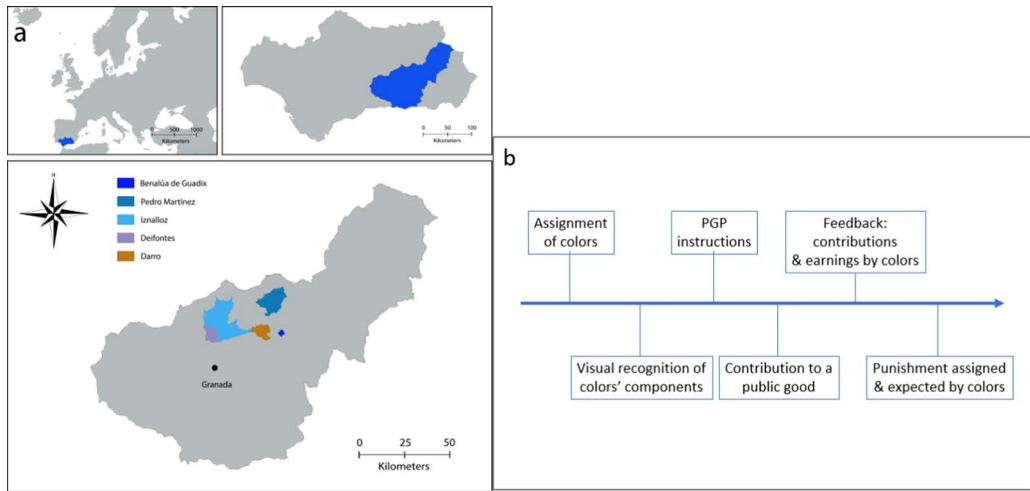 a
0 500 1000
Kilometers
0 50 100
Kilometers
N
Benalúa de Guadix
Pedro Martínez
Iznalloz
Deifontes
Darro
Granada
0 25 50
Kilometers
b
Assignment
of colors
PGP
instructions
Feedback:
contributions
& earnings by colors
Visual recognition of
colors' components
Contribution to a
public good
Punishment assigned
& expected by colors